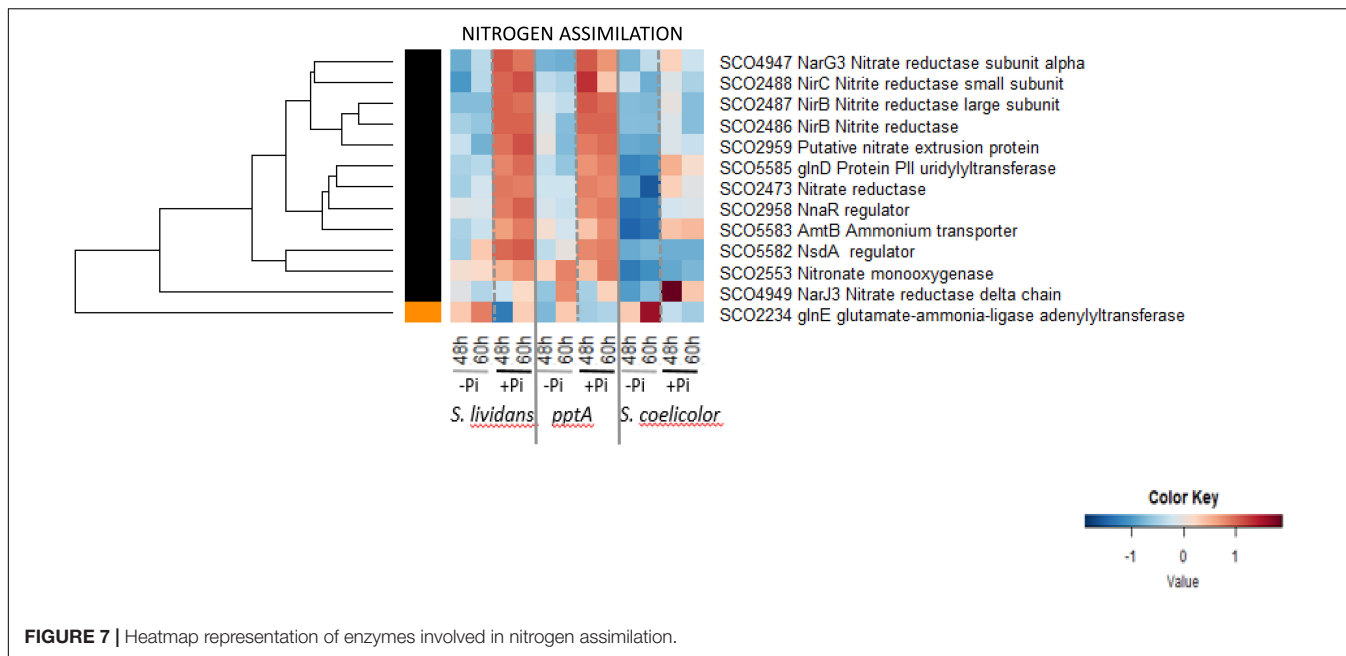 NITROGEN ASSIMILATION
SCO4947 NarG3 Nitrate reductase subunit alpha
SCO2488 NirC Nitrite reductase small subunit
SCO2487 NirB Nitrite reductase large subunit
SCO2486 NirB Nitrite reductase
SCO2959 Putative nitrate extrusion protein
SCO5585 glnD Protein PII uridylyltransferase
SCO2473 Nitrate reductase
SCO2958 NnaR regulator
SCO5583 AmtB Ammonium transporter
SCO5582 NsdA regulator
SCO2553 Nitronate monooxygenase
SCO4949 NarJ3 Nitrate reductase delta chain
SCO2234 glnE glutamate-ammonia-ligase adenylyltransferase
48h 60h 48h 60h 48h 60h 48h 60h 48h 60h 48h 60h
-Pi +Pi -Pi +Pi -Pi +Pi
S. lividans pptA S. coelicolor
Color Key
-1 0 1
Value
FIGURE 7 | Heatmap representation of enzymes involved in nitrogen assimilation.